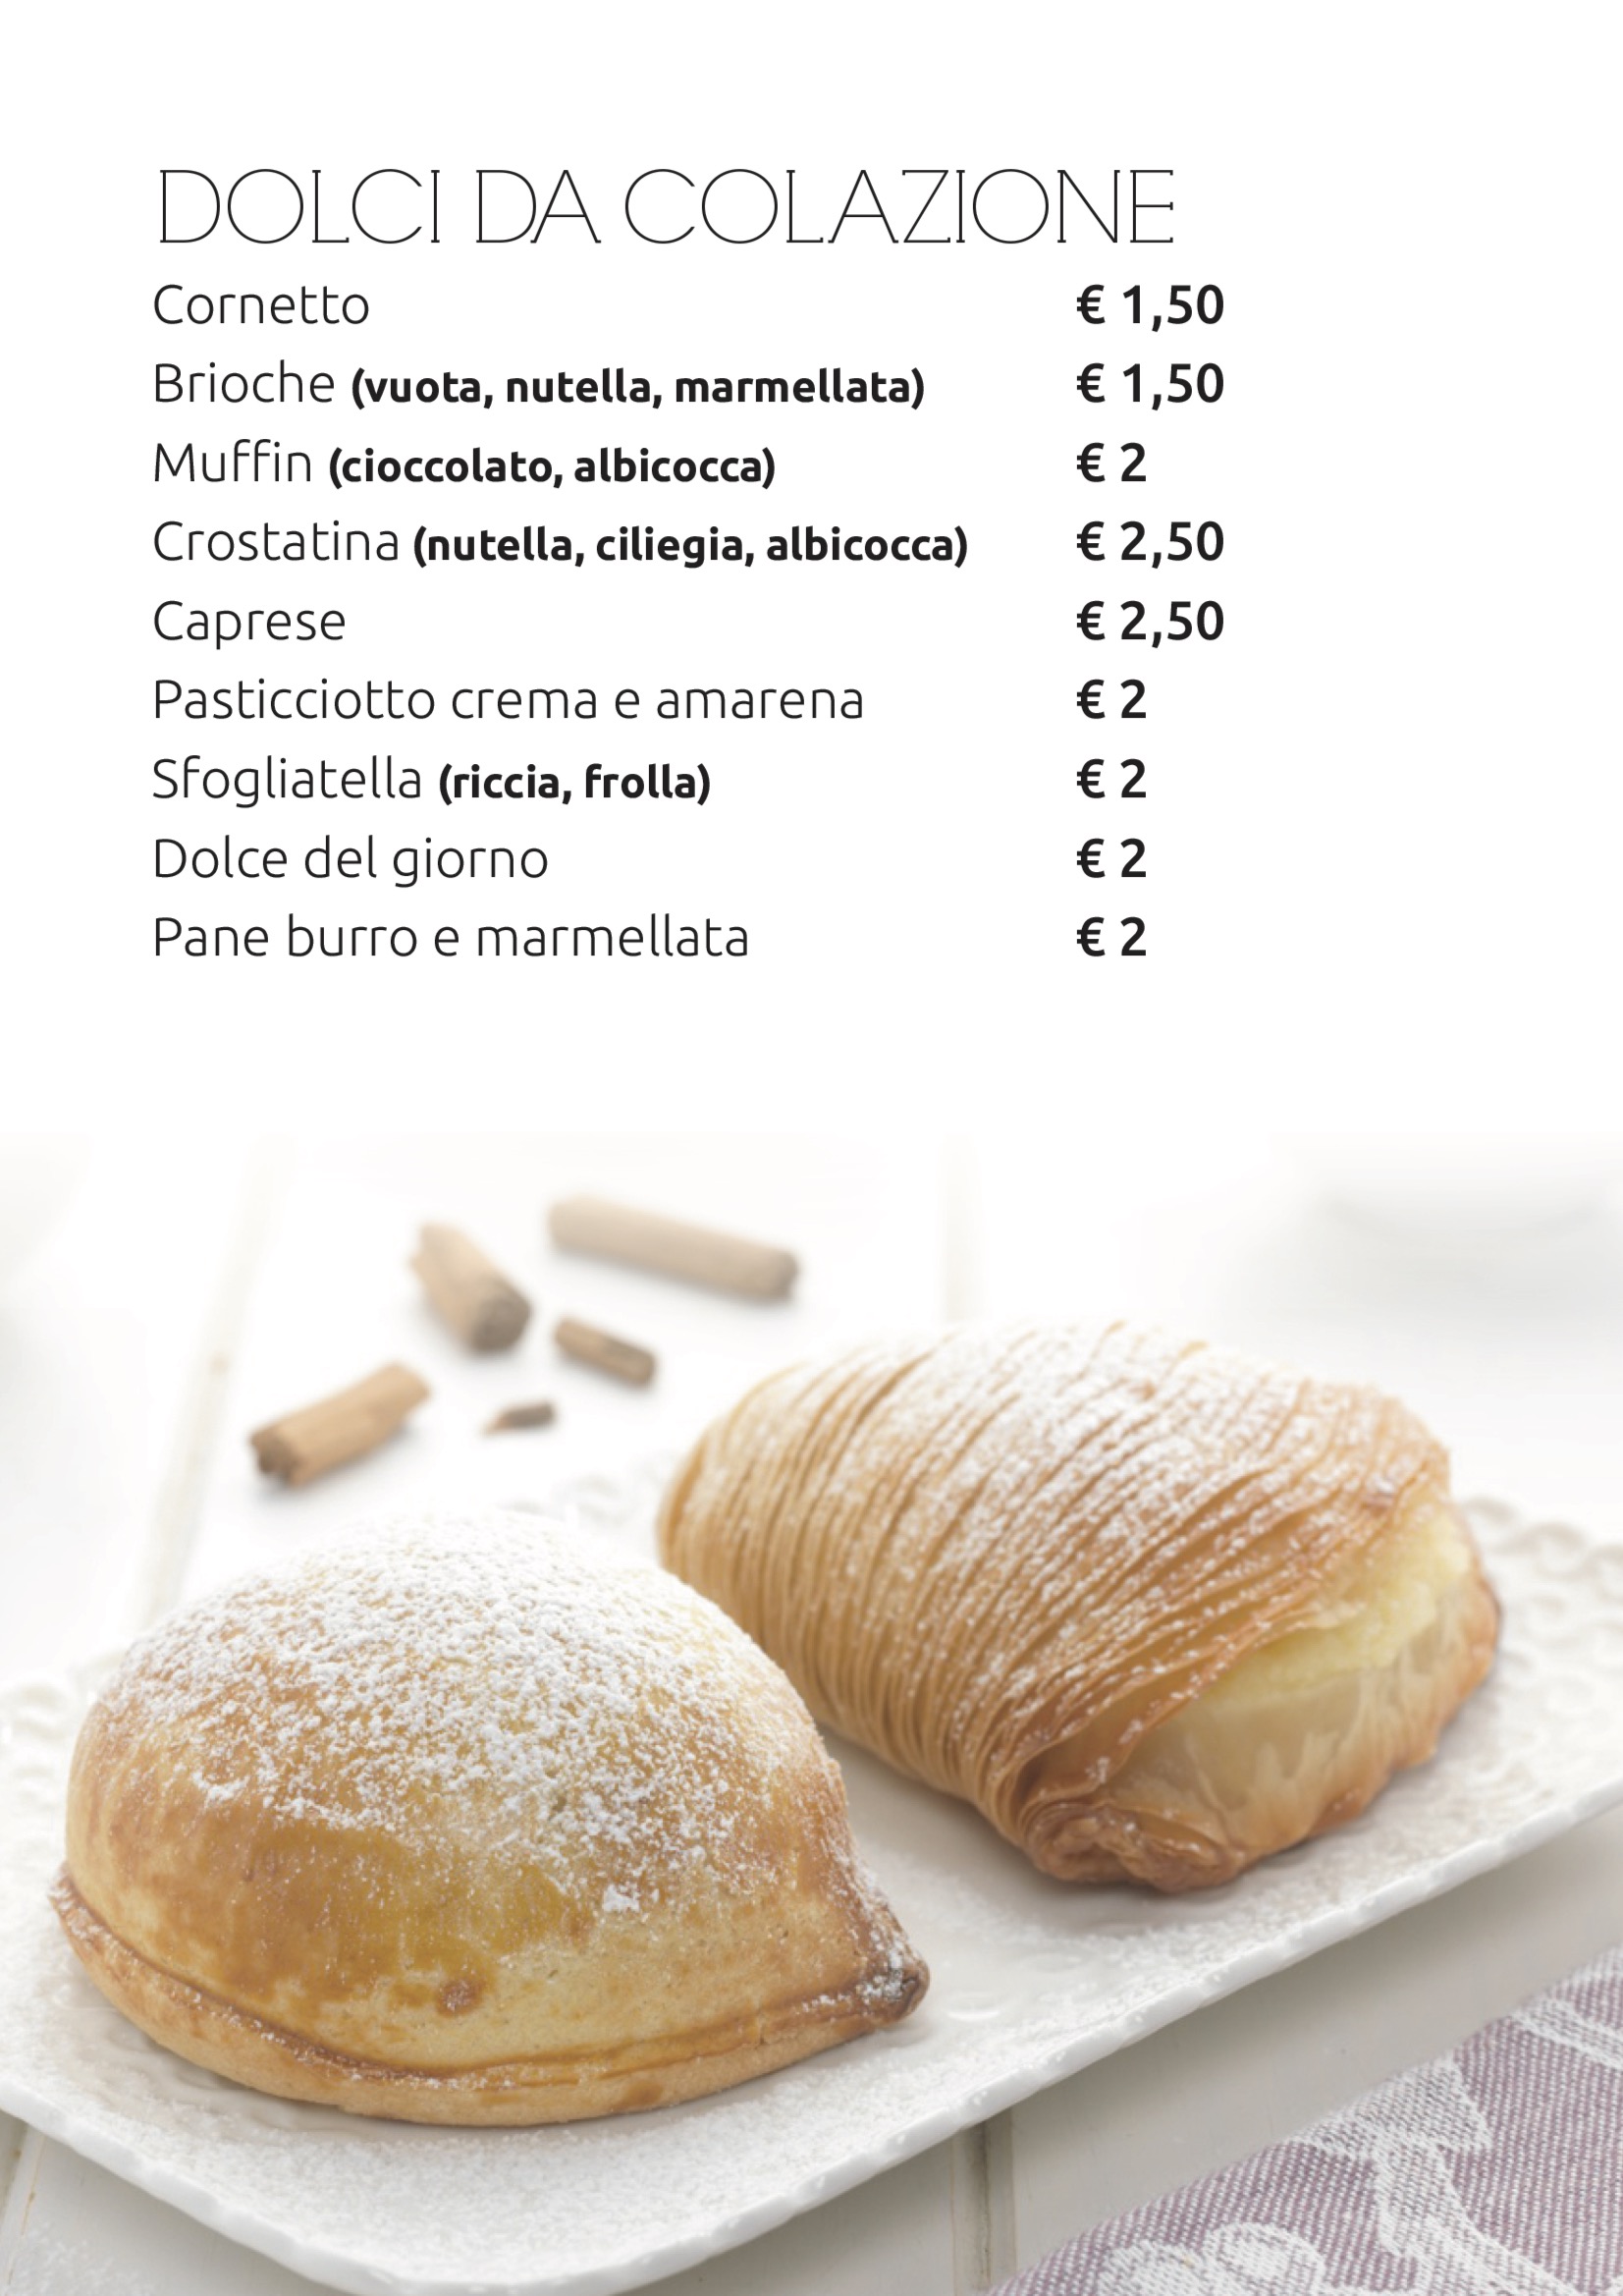 DOLCI DA COLAZIONE
Cornetto € 1,50
Brioche (vuota, nutella, marmellata) € 1,50
Muffin (cioccolato, albicocca) € 2
Crostatina (nutella, ciliegia, albicocca) € 2,50
Caprese € 2,50
Pasticciotto crema e amarena € 2
Sfogliatella (riccia, frolla) € 2
Dolce del giorno € 2
Pane burro e marmellata € 2